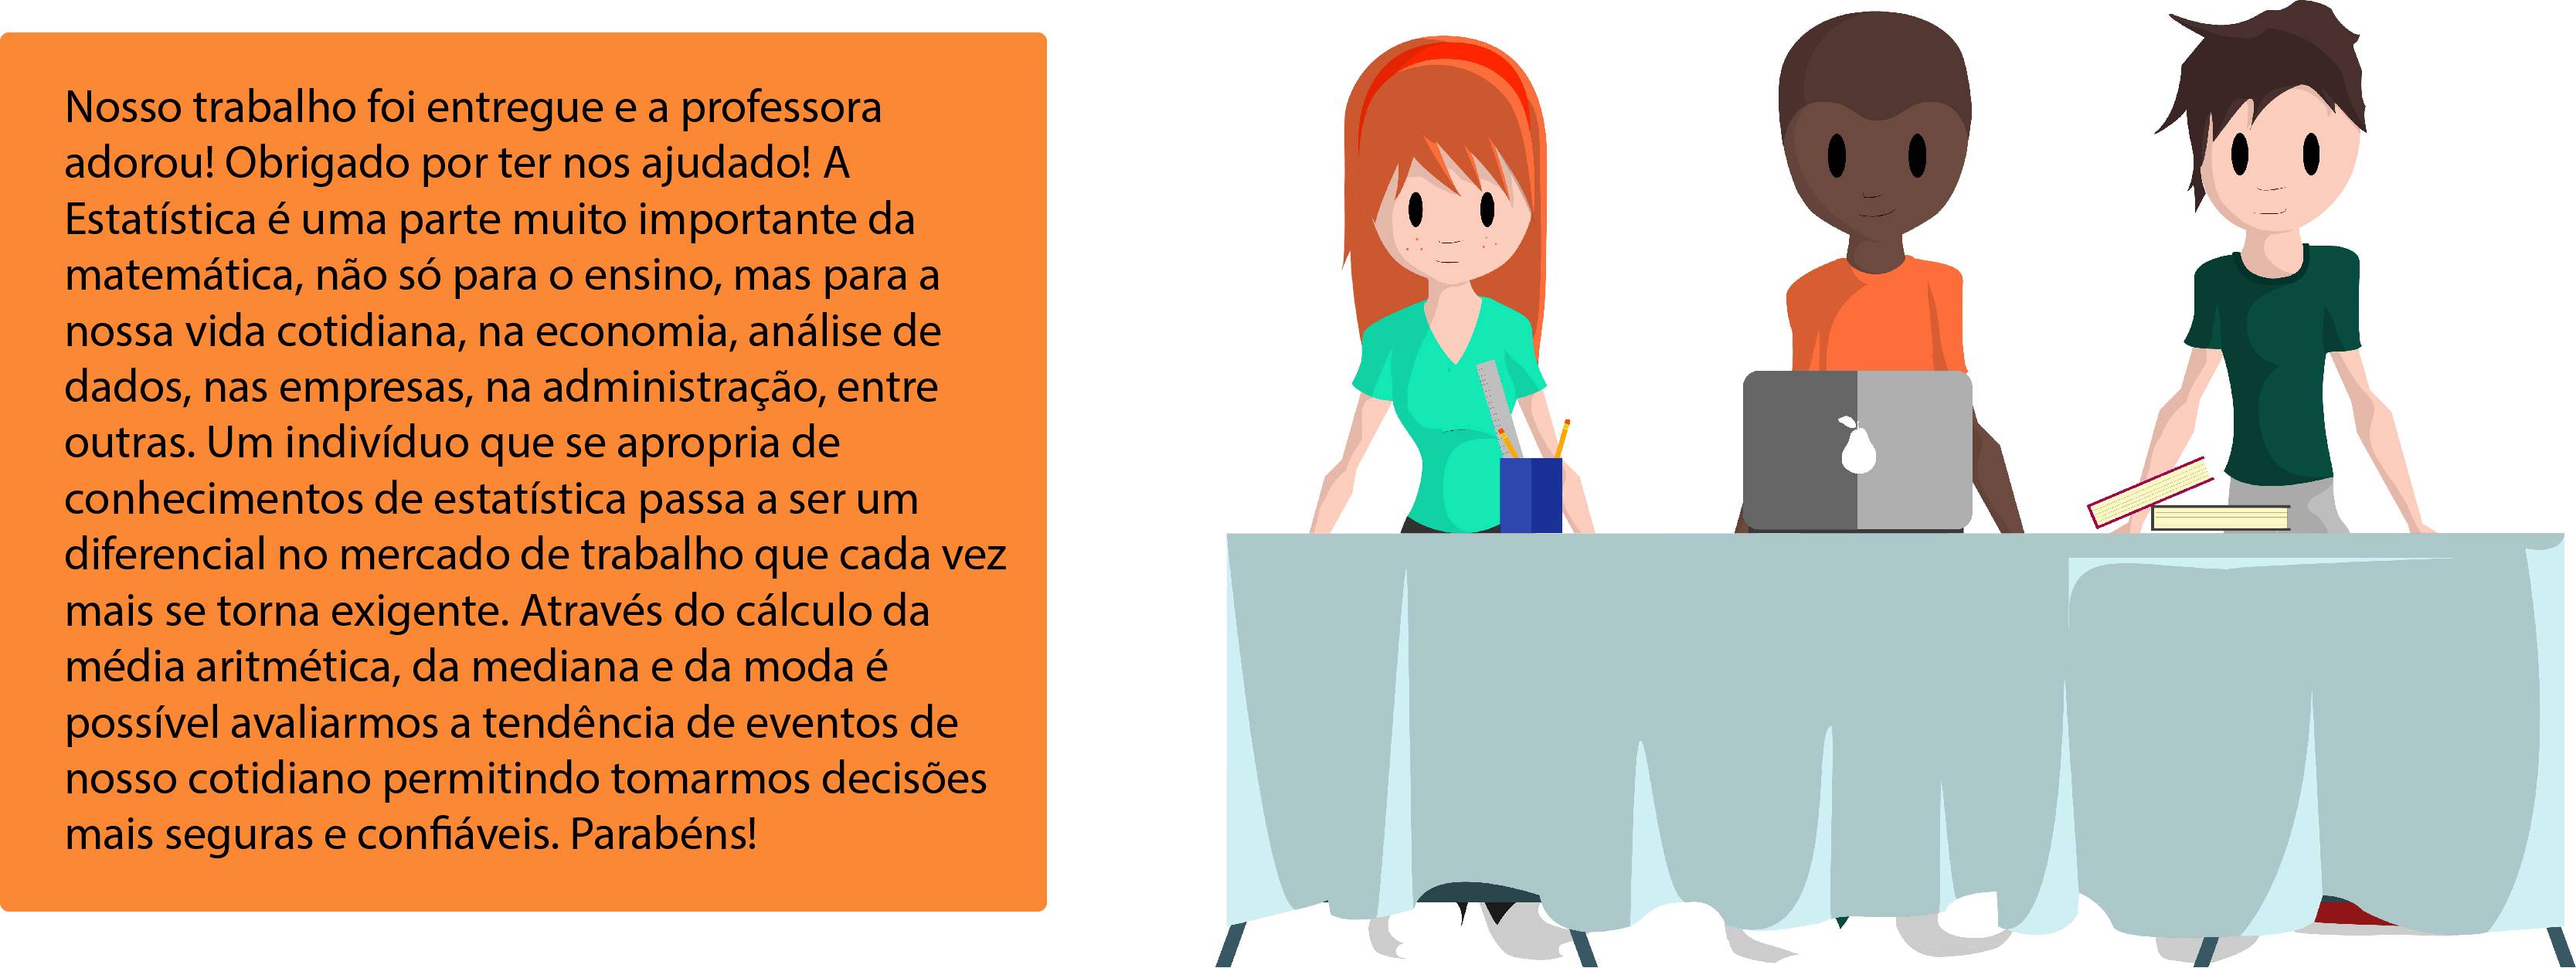 Nosso trabalho foi entregue e a professora
adorou! Obrigado por ter nos ajudado! A
Estatística é uma parte muito importante da
matemática, não só para o ensino, mas para a
nossa vida cotidiana, na economia, análise de
dados, nas empresas, na administração, entre
outras. Um indivíduo que se apropria de
conhecimentos de estatística passa a ser um
diferencial no mercado de trabalho que cada vez
mais se torna exigente. Através do cálculo da
média aritmética, da mediana e da moda é
possível avaliarmos a tendência de eventos de
nosso cotidiano permitindo tomarmos decisões
mais seguras e confiáveis. Parabéns!